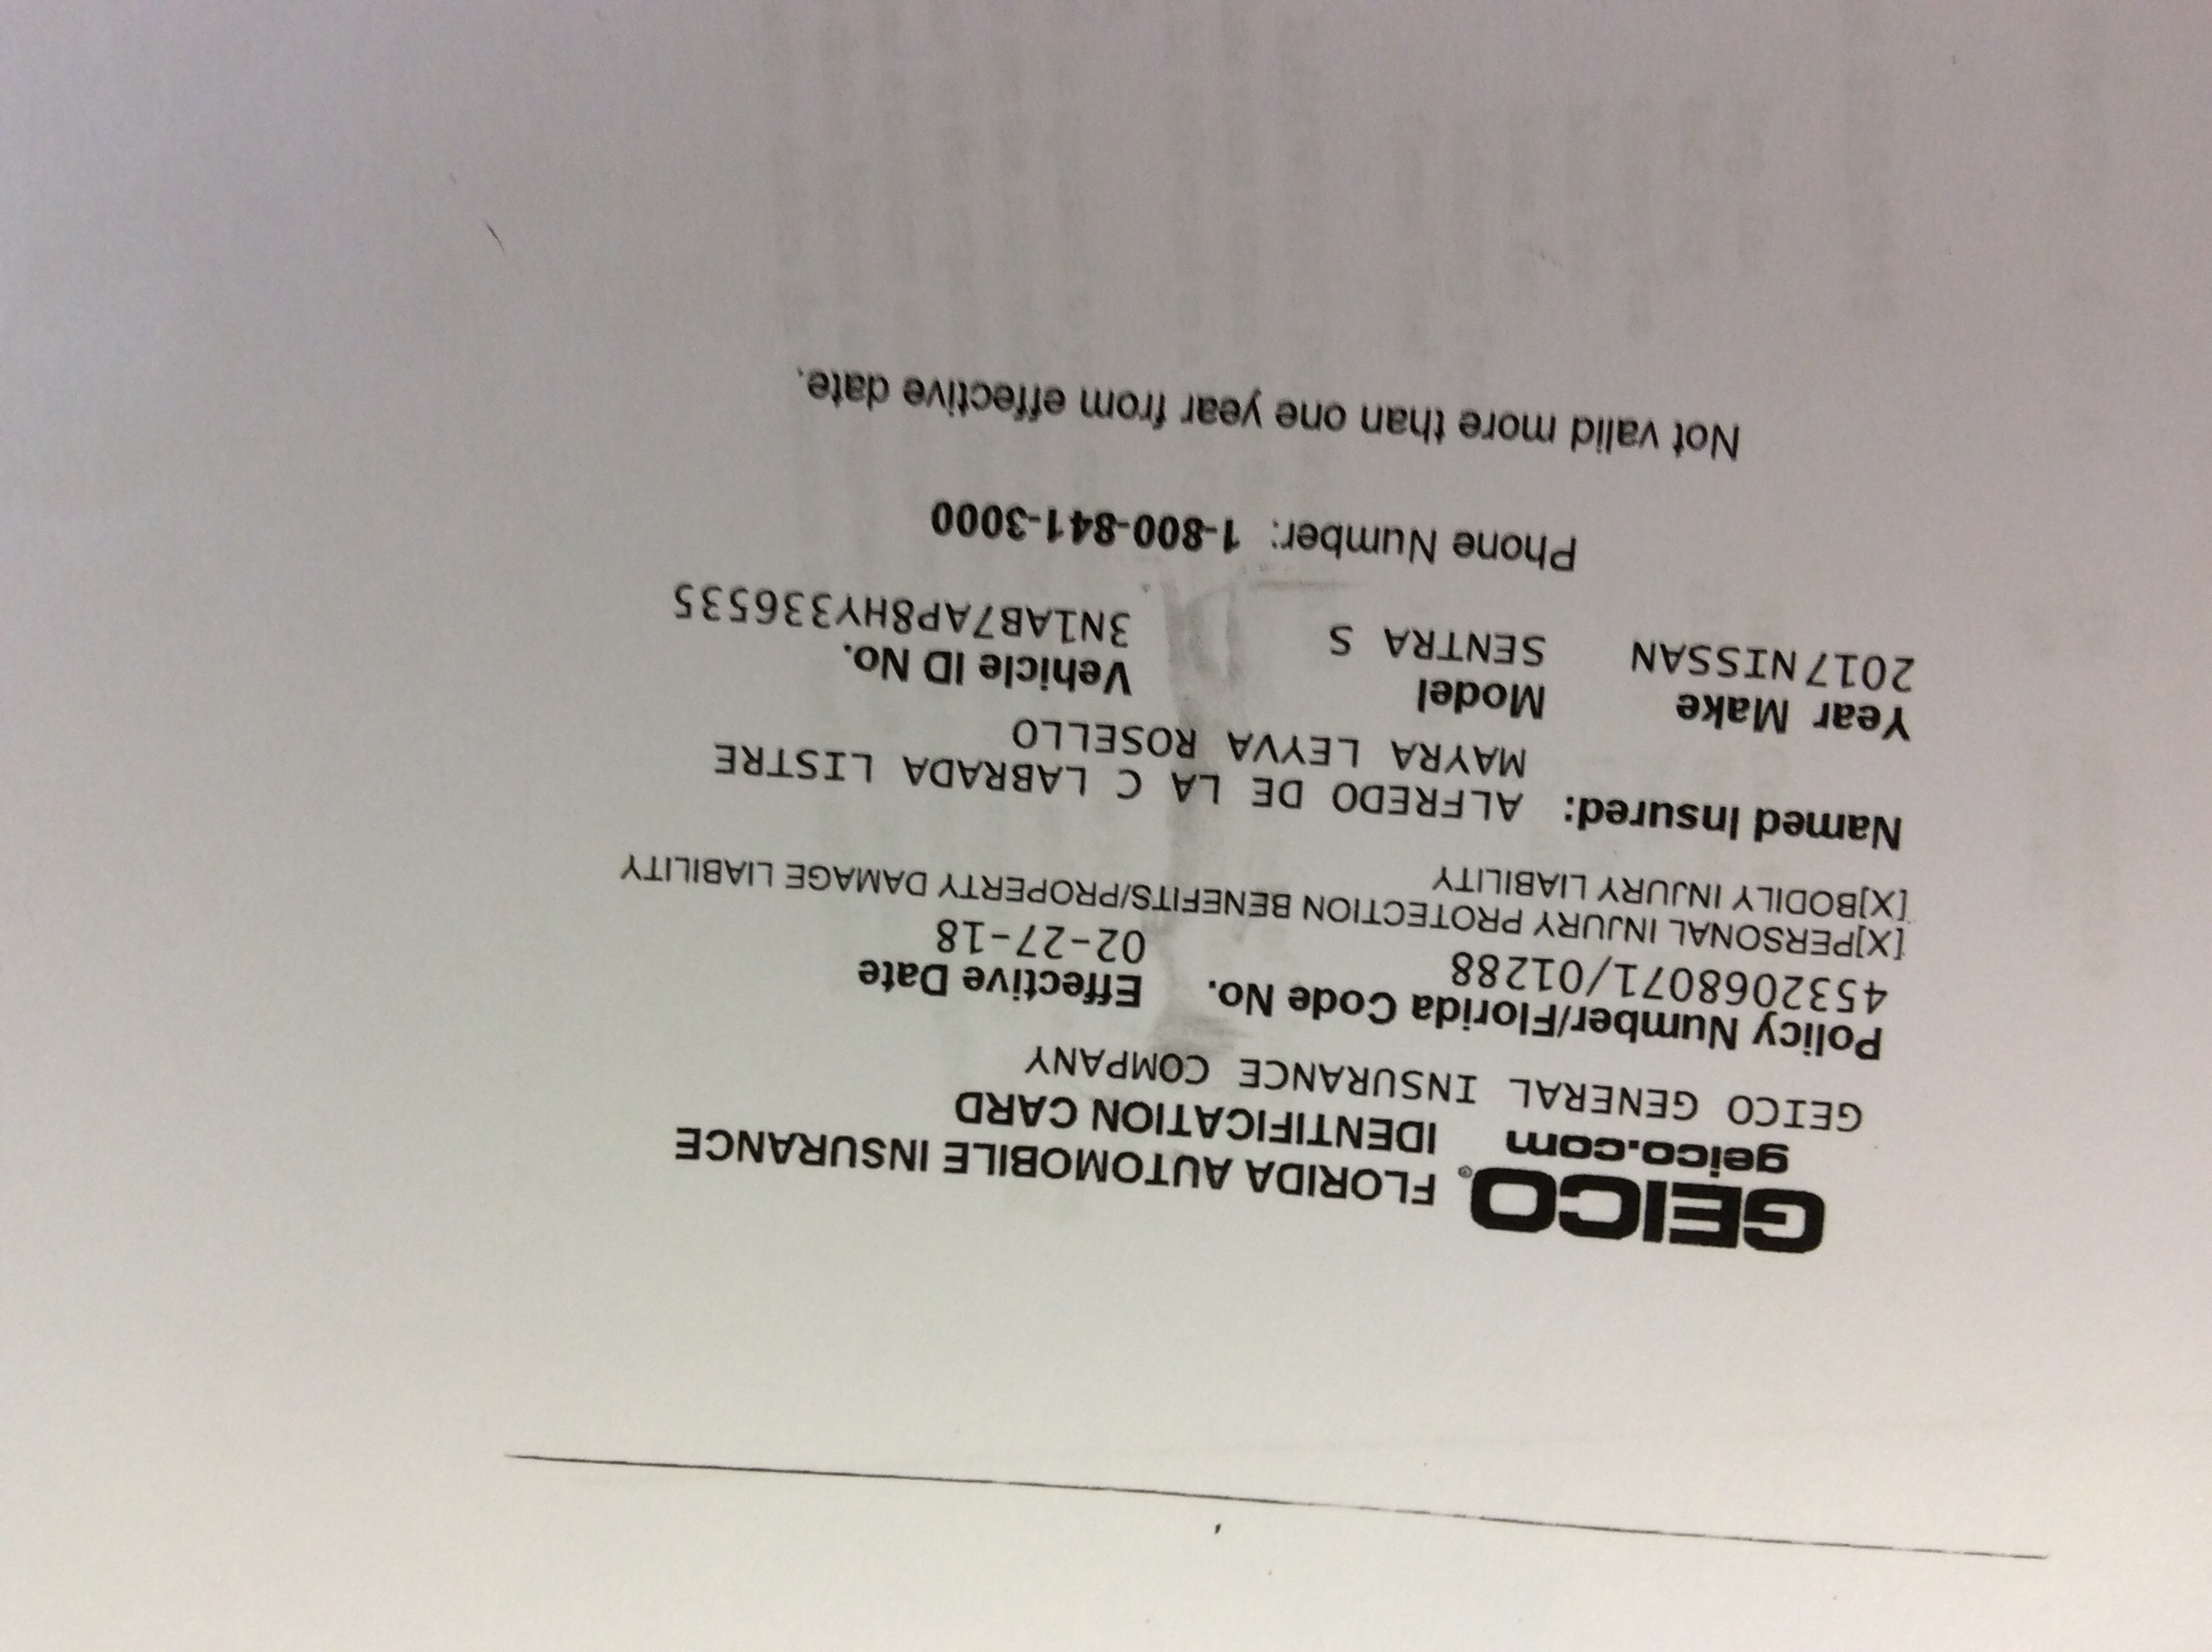 GEICO®
geico.com
FLORIDA AUTOMOBILE INSURANCE
IDENTIFICATION CARD
GEICO GENERAL INSURANCE COMPANY
Policy Number/Florida Code No. Effective Date
4532068071/01288 02-27-18
[X]PERSONAL INJURY PROTECTION BENEFITS/PROPERTY DAMAGE LIABILITY
[X]BODILY INJURY LIABILITY
Named Insured: ALFREDO DE LA C LABRADA LISTRE
MAYRA LEYVA ROSELLO
Year Make Model Vehicle ID No.
2017 NISSAN SENTRA S 3N1AB7AP8HY336535
Phone Number: 1-800-841-3000
Not valid more than one year from effective date.